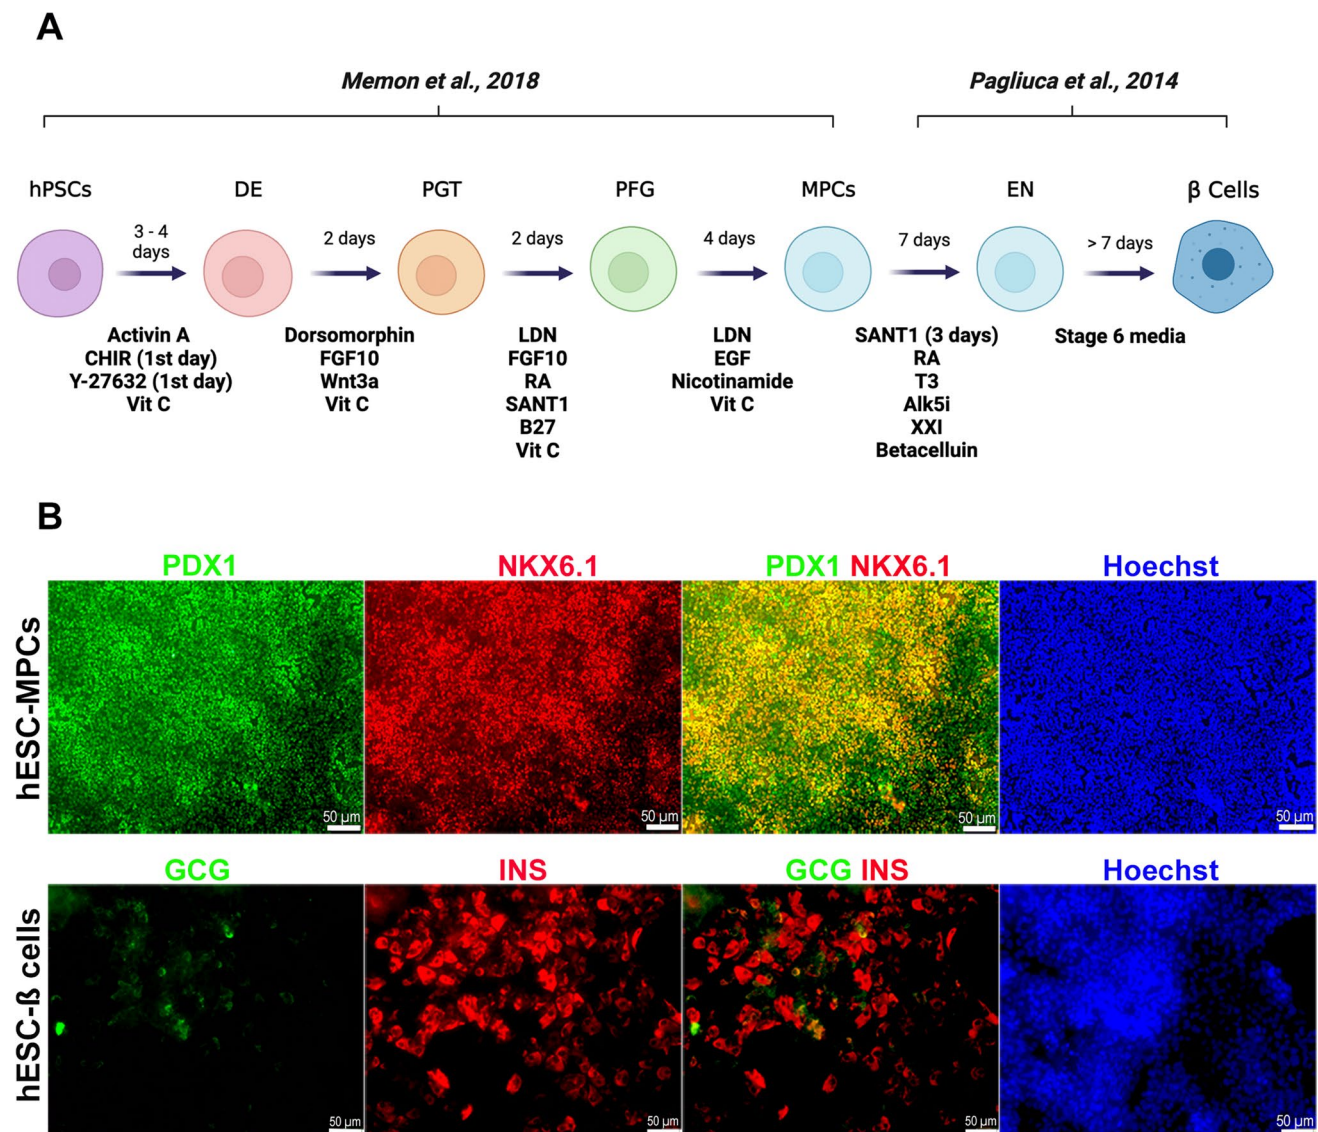 A
Memon et al., 2018
Pagliuca et al., 2014
hPSCs
DE
PGT
PFG
MPCs
EN
β Cells
3 - 4
days
2 days
2 days
4 days
7 days
> 7 days
Activin A
CHIR (1st day)
Y-27632 (1st day)
Vit C
Dorsomorphin
FGF10
Wnt3a
Vit C
LDN
FGF10
RA
SANT1
B27
Vit C
LDN
EGF
Nicotinamide
Vit C
SANT1 (3 days)
RA
T3
Alk5i
XXI
Betacelluin
Stage 6 media
B
PDX1
NKX6.1
PDX1 NKX6.1
Hoechst
hESC-MPCs
50 µm
50 µm
50 µm
50 µm
GCG
INS
GCG INS
Hoechst
hESC-ß cells
50 µm
50 µm
50 µm
50 µm